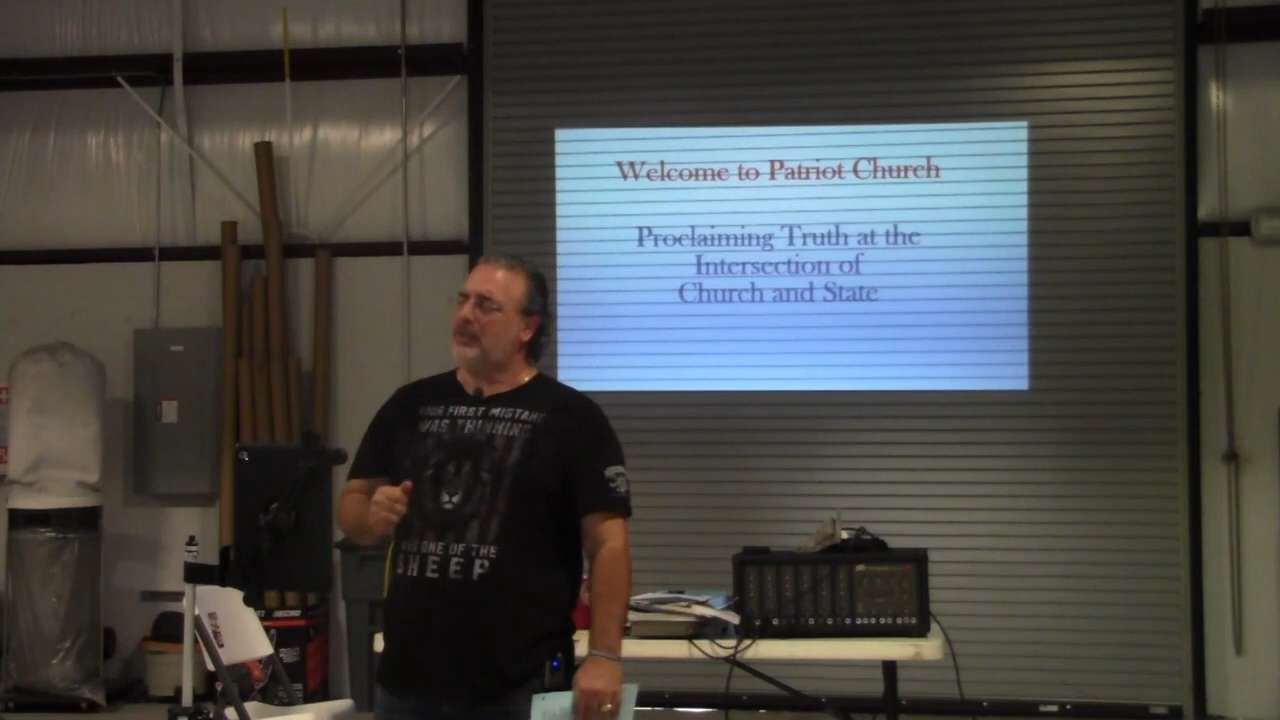 Welcome to Patriot Church
Proclaiming Truth at the
Intersection of
Church and State
FIRST MISTAKE
WAS THINKING
ONE OF THE
SHEEP